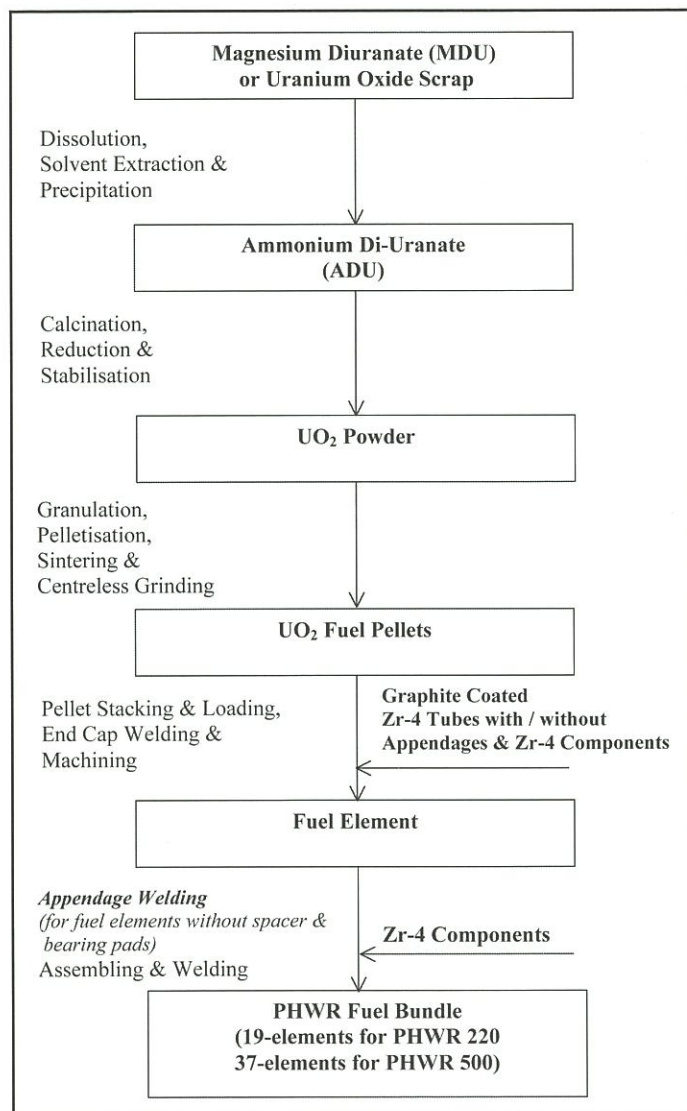 Magnesium Diuranate (MDU)
or Uranium Oxide Scrap
Dissolution,
Solvent Extraction &
Precipitation
Ammonium Di-Uranate
(ADU)
Calcination,
Reduction &
Stabilisation
UO₂ Powder
Granulation,
Pelletisation,
Sintering &
Centreless Grinding
UO₂ Fuel Pellets
Pellet Stacking & Loading,
End Cap Welding &
Machining
Graphite Coated
Zr-4 Tubes with / without
Appendages & Zr-4 Components
Fuel Element
Appendage Welding
(for fuel elements without spacer &
bearing pads)
Assembling & Welding
Zr-4 Components
PHWR Fuel Bundle
(19-elements for PHWR 220
37-elements for PHWR 500)